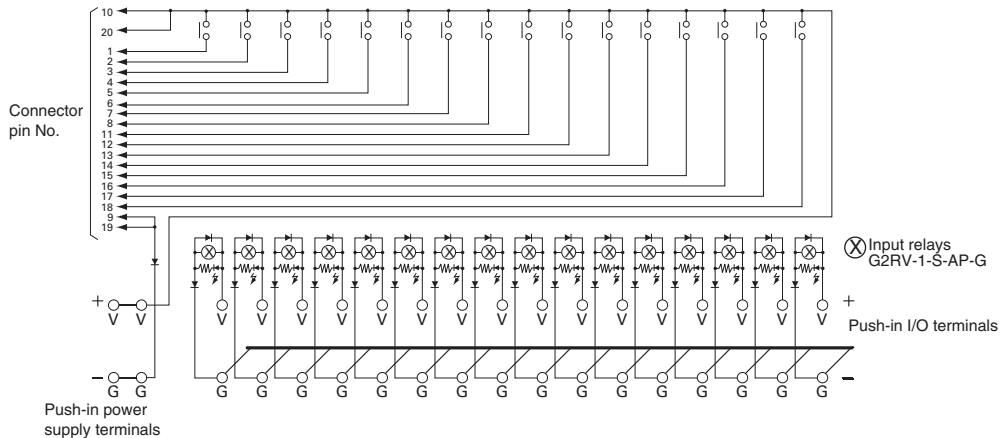 10
20
1
2
3
4
5
6
7
8
11
12
13
14
15
16
17
18
9
19
Connector
pin No.
Input relays
G2RV-1-S-AP-G
+ V V V V V V V V V V V V V V V V V V +
Push-in I/O terminals
– G G G G G G G G G G G G G G G G G G –
Push-in power
supply terminals